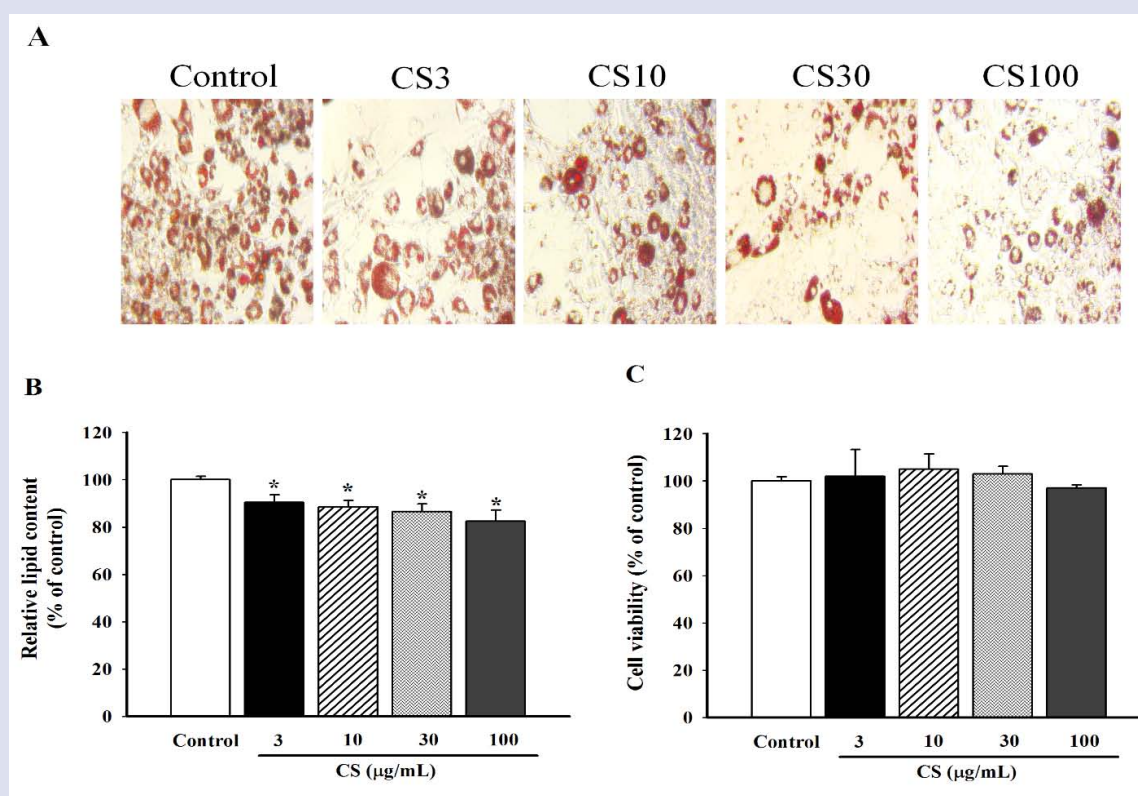 A
Control CS3 CS10 CS30 CS100
B
120
100
80
60
40
20
0
Relative lipid content
(% of control)
* * * *
Control 3 10 30 100
CS (μg/mL)
C
120
100
80
60
40
20
0
Cell viability (% of control)
Control 3 10 30 100
CS (μg/mL)